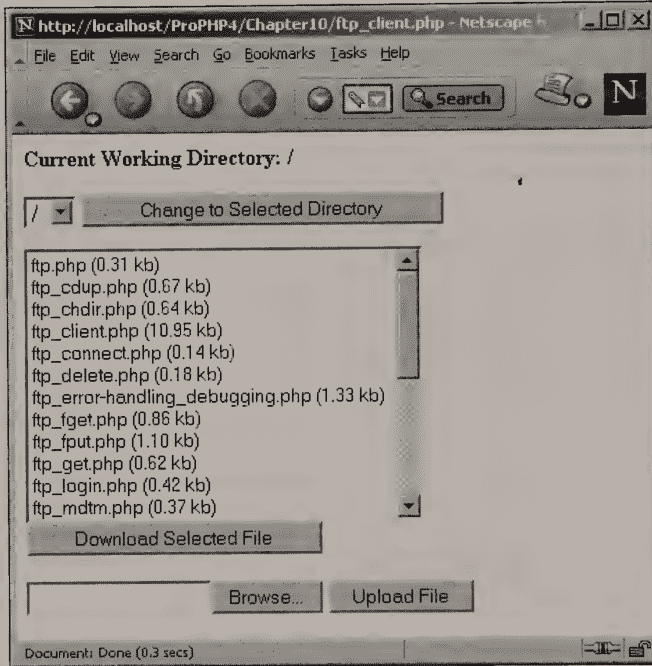 N http://localhost/ProPHP4/Chapter10/ftp_client.php - Netscape
File Edit View Search Go Bookmarks Tasks Help
Search N
Current Working Directory: /
/ Change to Selected Directory
ftp.php (0.31 kb)
ftp_cdup.php (0.67 kb)
ftp_chdir.php (0.64 kb)
ftp_client.php (10.95 kb)
ftp_connect.php (0.14 kb)
ftp_delete.php (0.18 kb)
ftp_error-handling_debugging.php (1.33 kb)
ftp_fget.php (0.86 kb)
ftp_fput.php (1.10 kb)
ftp_get.php (0.62 kb)
ftp_login.php (0.42 kb)
ftp_mdtm.php (0.37 kb)
Download Selected File
Browse... Upload File
Document: Done (0.3 secs)